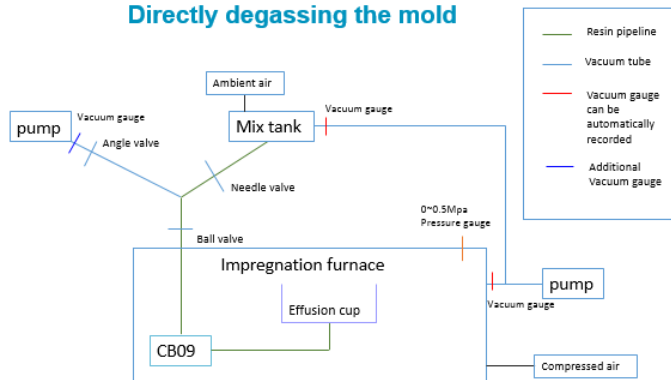 Directly degassing the mold
Resin pipeline
Vacuum tube
Vacuum gauge
can be
automatically
recorded
Additional
Vacuum gauge
Ambient air
Vacuum gauge
pump
Angle valve
Mix tank
Vacuum gauge
Needle valve
0~0.5Mpa
Pressure gauge
Ball valve
Impregnation furnace
Effusion cup
pump
Vacuum gauge
CB09
Compressed air